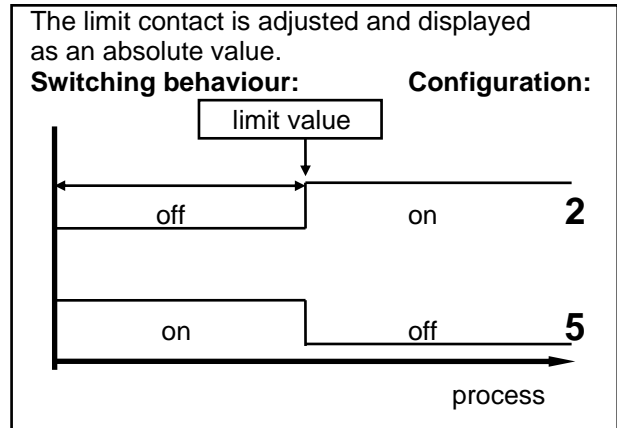 The limit contact is adjusted and displayed
as an absolute value.
Switching behaviour: Configuration:
limit value
off on 2
on off 5
process